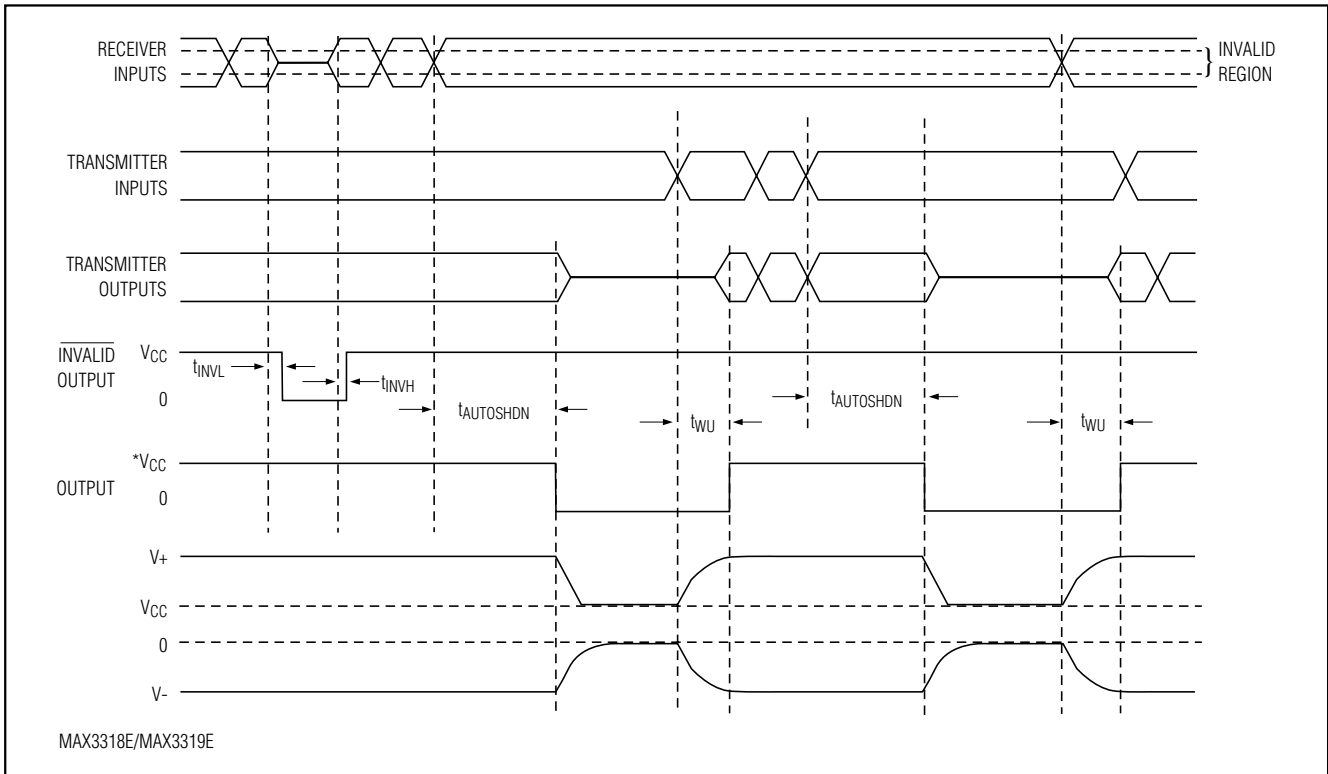 RECEIVER
INPUTS
} INVALID
REGION
TRANSMITTER
INPUTS
TRANSMITTER
OUTPUTS
INVALID
OUTPUT
VCC
0
tINVL
tINVH
tAUTOSHDN
tWU
tAUTOSHDN
tWU
OUTPUT
*VCC
0
V+
VCC
0
V-
MAX3318E/MAX3319E